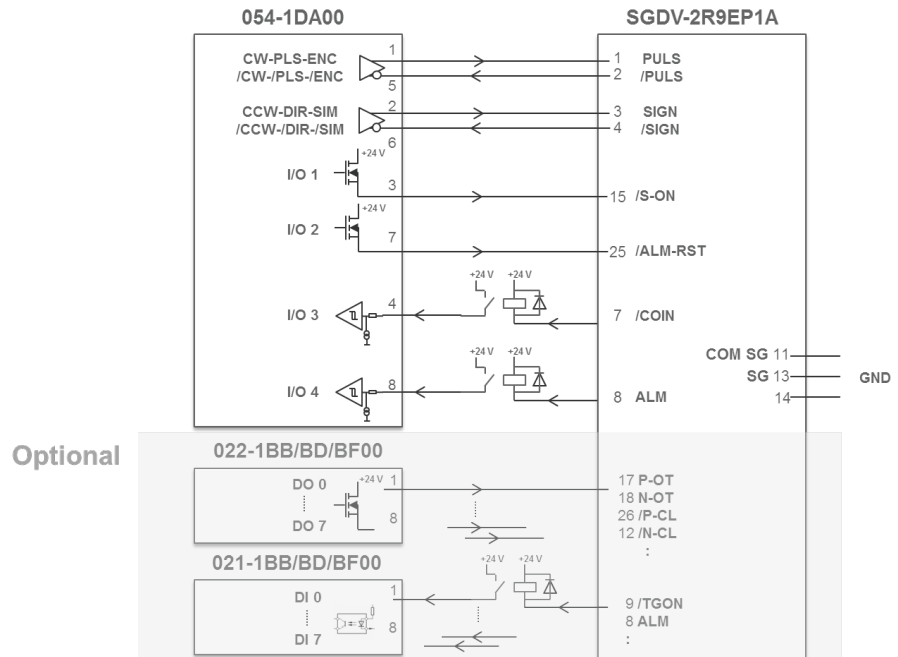 054-1DA00
SGDV-2R9EP1A
CW-PLS-ENC 1
/CW-/PLS-/ENC
5
1 PULS
2 /PULS
CCW-DIR-SIM 2
/CCW-/DIR-/SIM
6
3 SIGN
4 /SIGN
+24 V
I/O 1
3
15 /S-ON
+24 V
I/O 2
7
25 /ALM-RST
+24 V +24 V
I/O 3 4
7 /COIN
COM SG 11
SG 13 GND
14
+24 V +24 V
I/O 4 8
8 ALM
Optional
022-1BB/BD/BF00
DO 0 +24 V 1
DO 7 8
17 P-OT
18 N-OT
26 /P-CL
12 /N-CL
:
021-1BB/BD/BF00
+24 V +24 V
DI 0 1
DI 7 8
9 /TGON
8 ALM
: